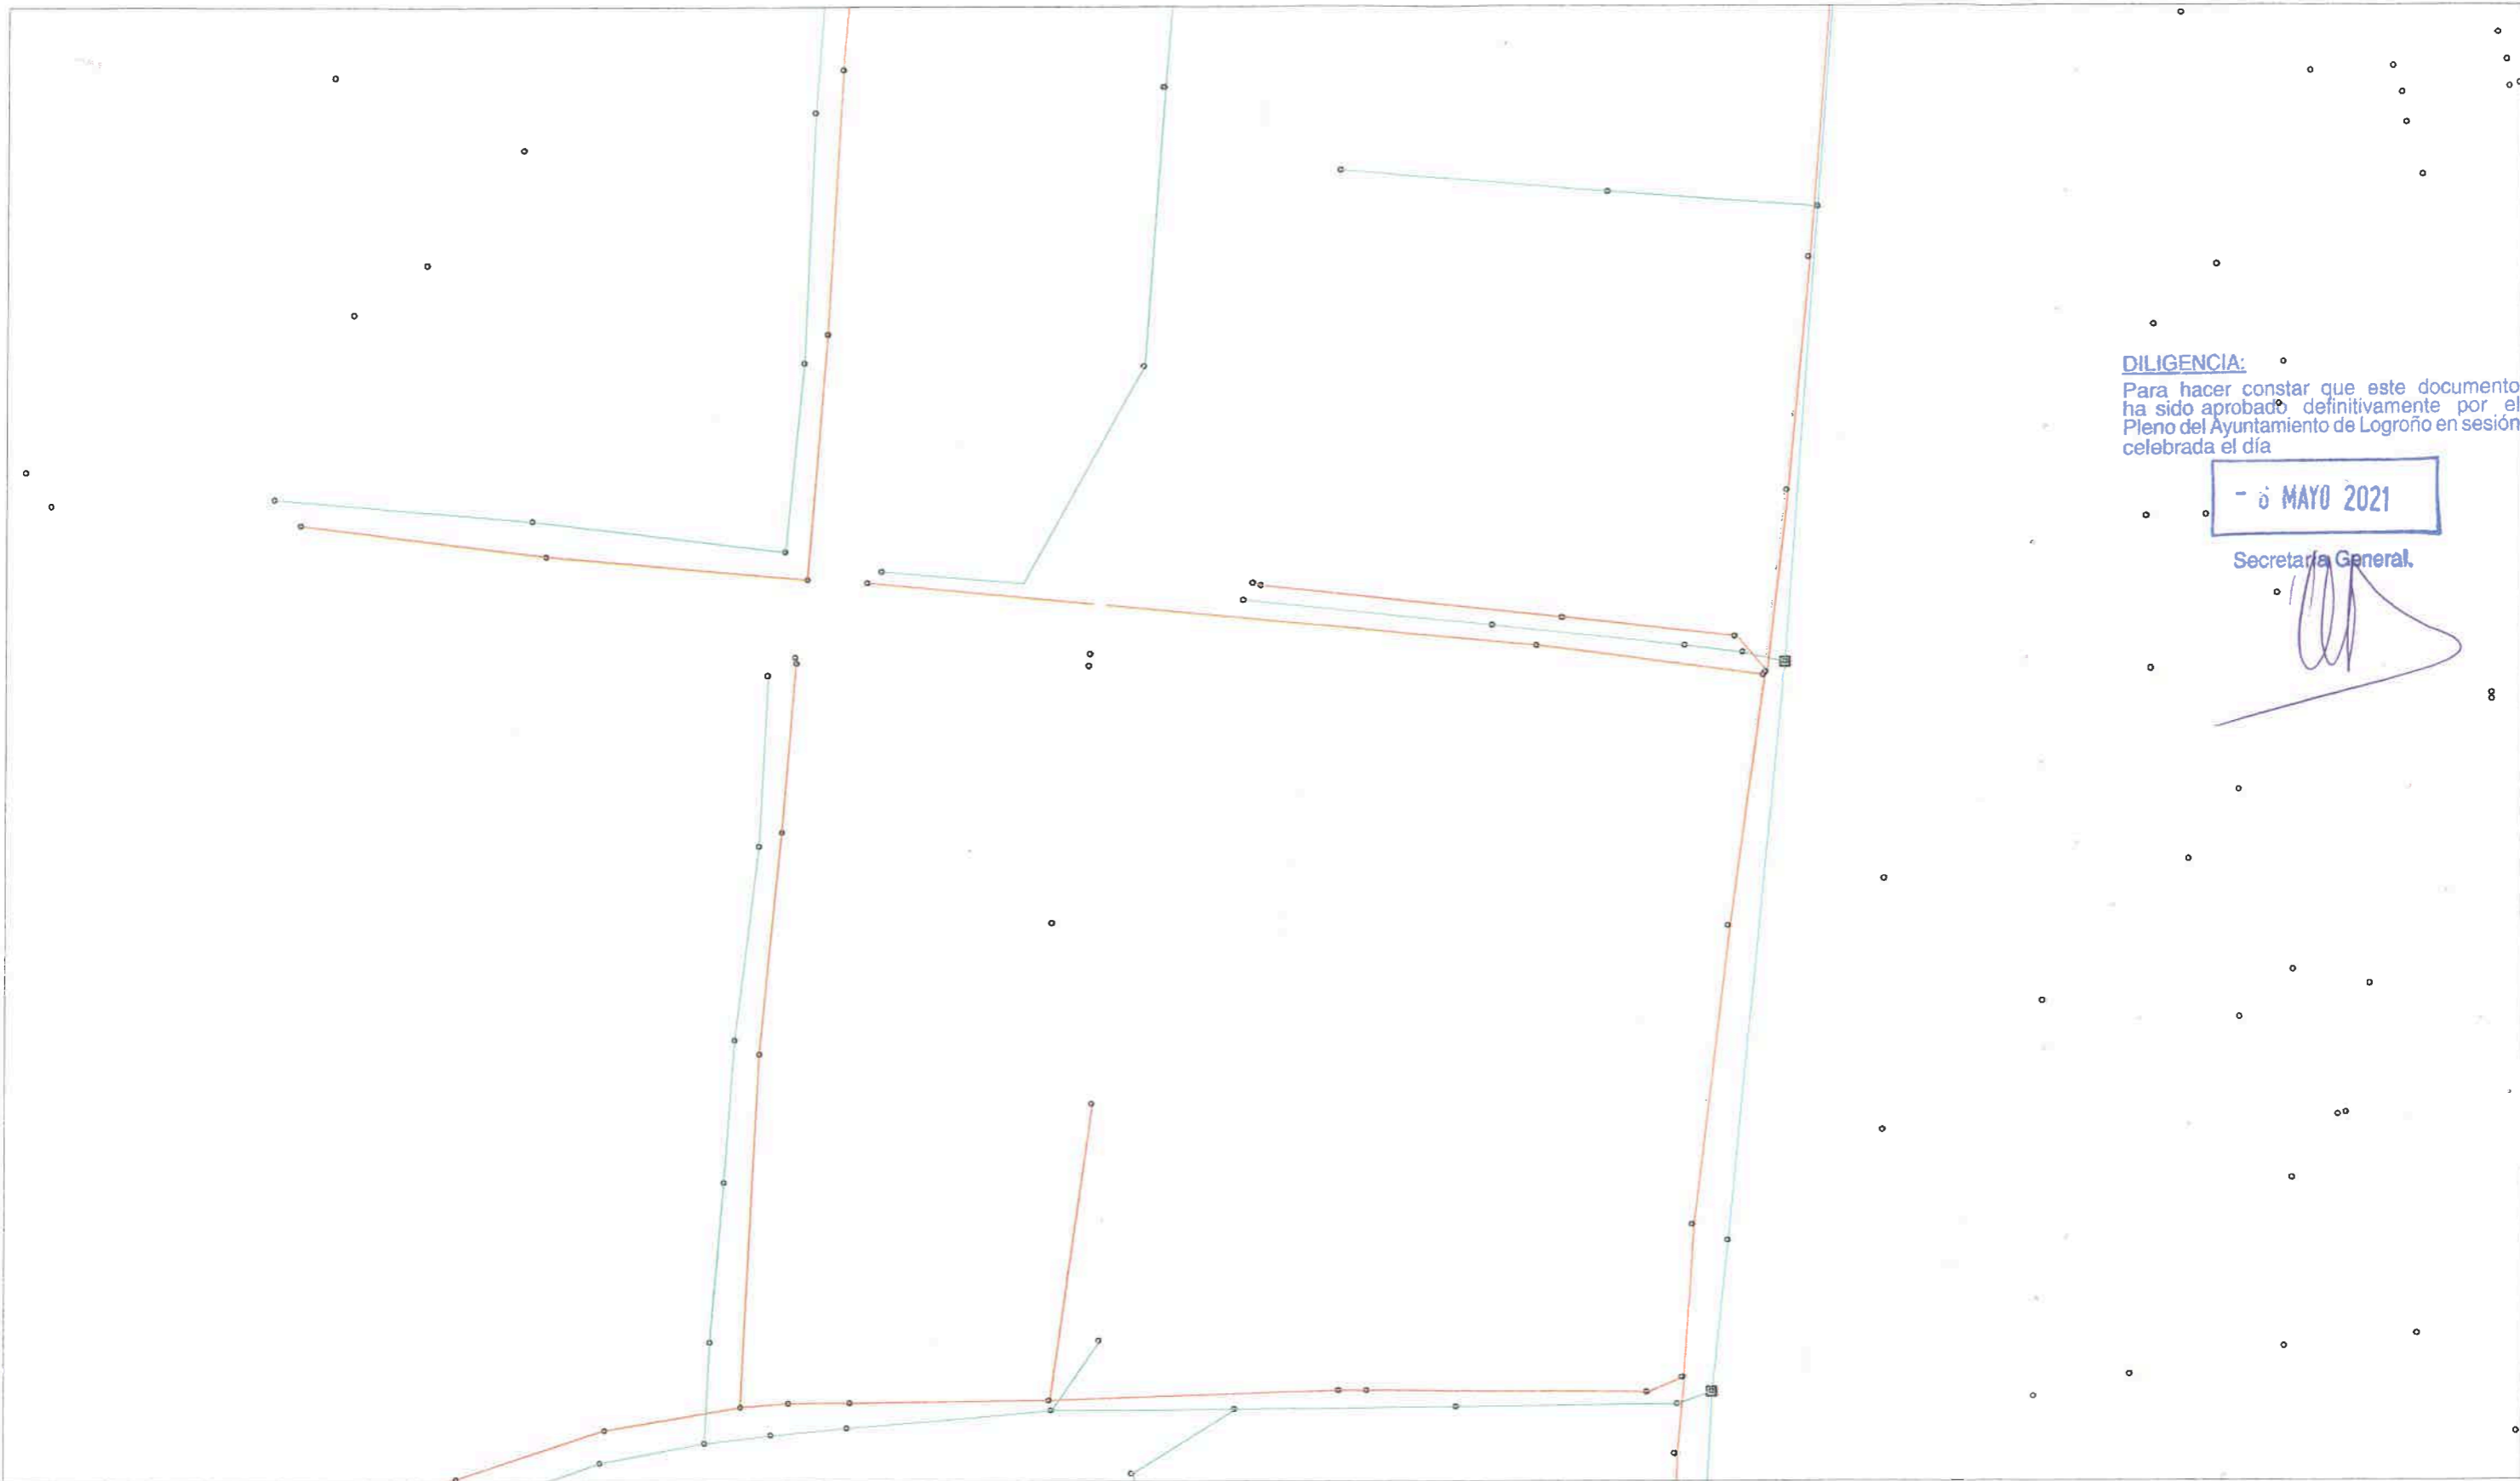 DILIGENCIA:
Para hacer constar que este documento
ha sido aprobado definitivamente por el
Pleno del Ayuntamiento de Logroño en sesión
celebrada el día
- 6 MAYO 2021
Secretaría General.